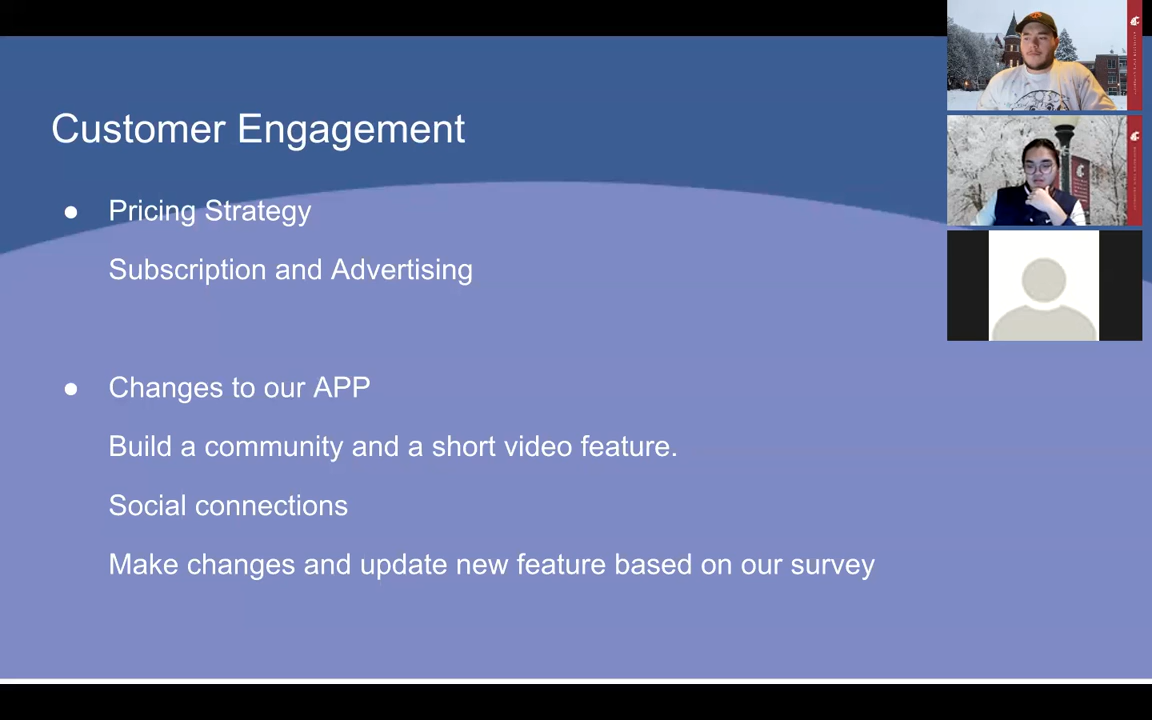 Customer Engagement
● Pricing Strategy
Subscription and Advertising
● Changes to our APP
Build a community and a short video feature.
Social connections
Make changes and update new feature based on our survey